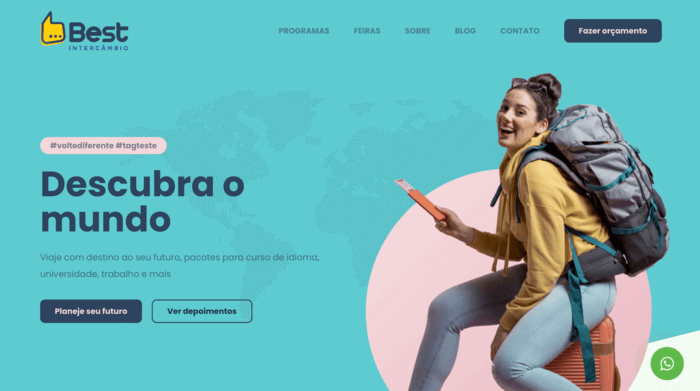 Best
INTERCÂMBIO
PROGRAMAS
FEIRAS
SOBRE
BLOG
CONTATO
Fazer orçamento
#voltediferente #tagteste
Descubra o
mundo
Viaje com destino ao seu futuro, pacotes para curso de idioma,
universidade, trabalho e mais
Planeje seu futuro
Ver depoimentos